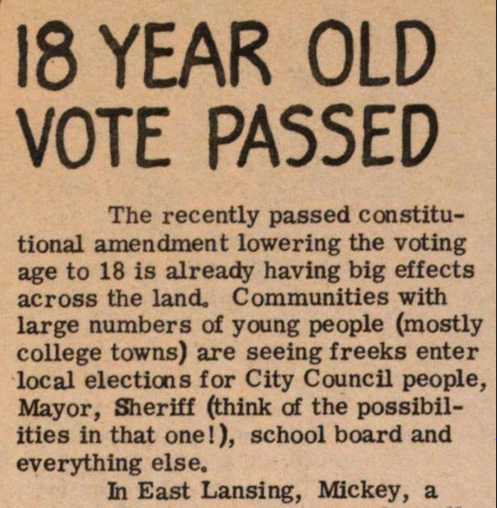 18 YEAR OLD
VOTE PASSED
The recently passed constitu-
tional amendment lowering the voting
age to 18 is already having big effects
across the land. Communities with
large numbers of young people (mostly
college towns) are seeing freeks enter
local elections for City Council people,
Mayor, Sheriff (think of the possibil-
ities in that one!), school board and
everything else.
In East Lansing, Mickey, a